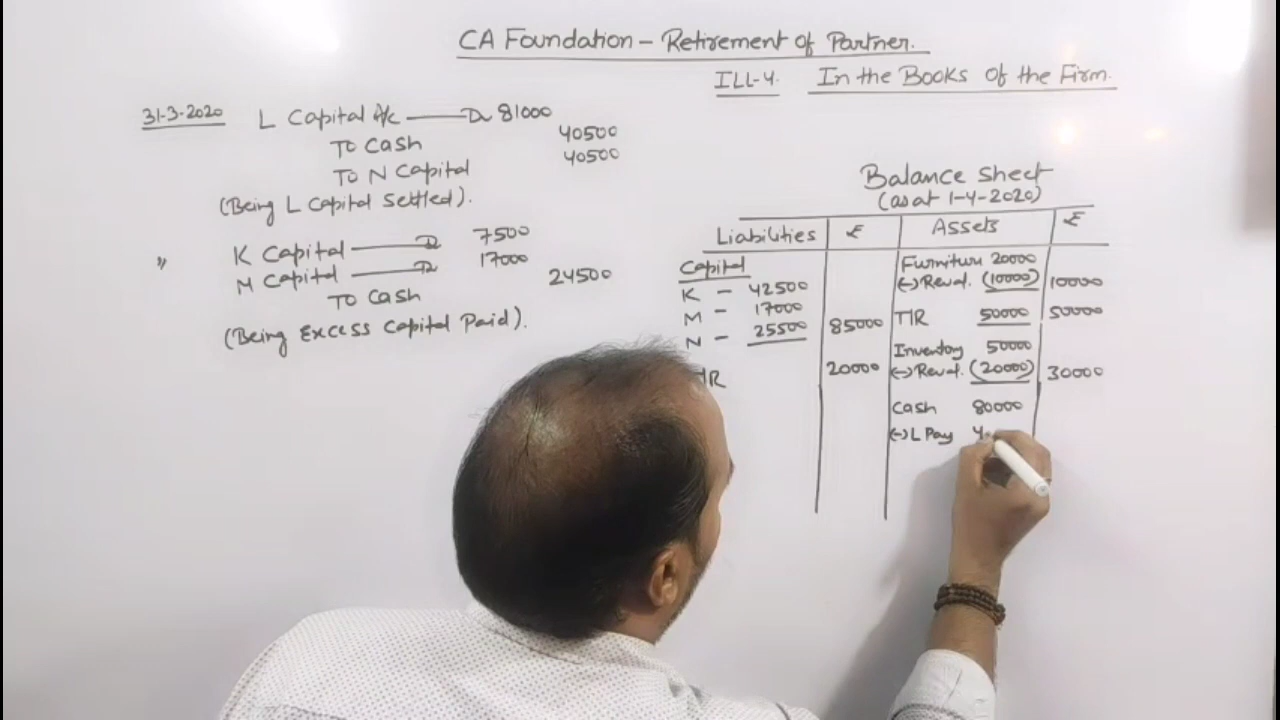 CA Foundation – Retirement of Partner.
ILL-4. In the Books of the Firm.
31-3-2020 L Capital A/c —— Dr 81000
To Cash 40500
To N Capital 40500
(Being L Capital Settled).
" K Capital —— Dr 7500
M Capital —— Dr 17000
To Cash 24500
(Being Excess Capital Paid).
Balance Sheet
(as at 1-4-2020)
Liabilities ₹ Assets ₹
Capital Furniture 20000
K – 42500 (-) Reval. (10000) 10000
M – 17000
N – 25500 85000 T/R 50000 50000
Inventory 50000
20000 (-) Reval. (20000) 30000
Cash 80000
(-) L Pay 4